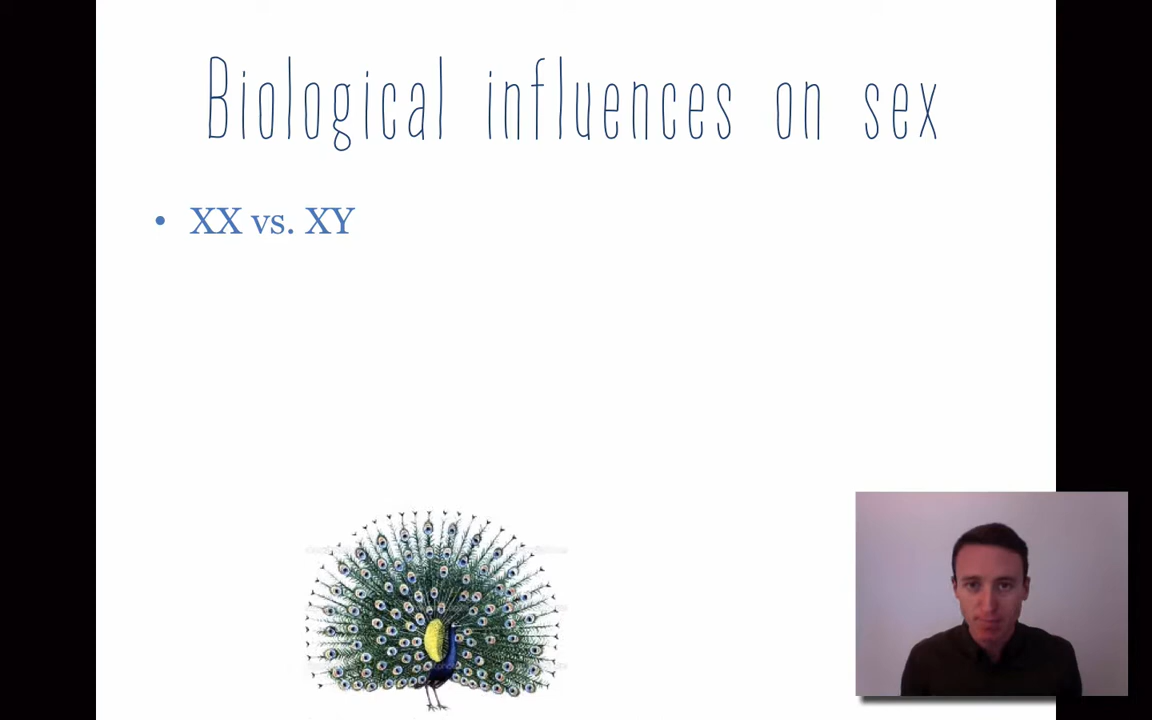 Biological influences on sex
• XX vs. XY